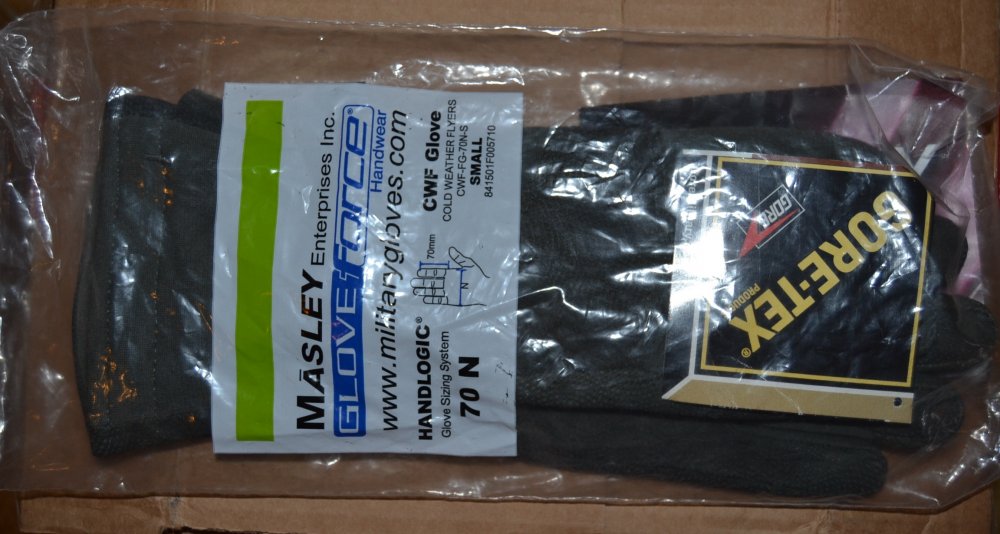 MASLEY Enterprises Inc.
GLOVEFORCE®
Handwear
www.militarygloves.com
HANDLOGIC®
Glove Sizing System
70 N
70mm
N
CWF Glove
COLD WEATHER FLYERS
CWF-FG-70N-S
SMALL
841501F005710
GORE
GORE-TEX®